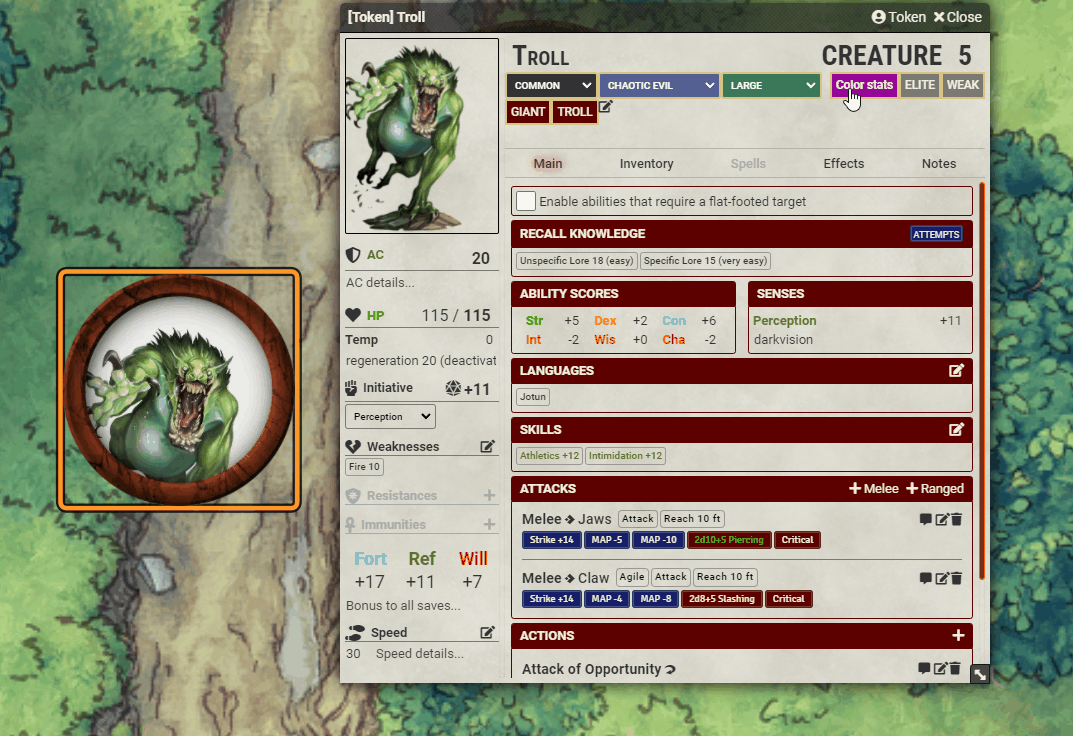 [Token] Troll
Token Close
Troll
CREATURE 5
COMMON CHAOTIC EVIL LARGE Color stats ELITE WEAK
GIANT TROLL
Main Inventory Spells Effects Notes
AC 20
AC details...
HP 115 / 115
Temp 0
regeneration 20 (deactivat
Initiative +11
Perception
Weaknesses
Fire 10
Resistances
Immunities
Fort Ref Will
+17 +11 +7
Bonus to all saves...
Speed
30 Speed details...
Enable abilities that require a flat-footed target
RECALL KNOWLEDGE ATTEMPTS
Unspecific Lore 18 (easy) Specific Lore 15 (very easy)
ABILITY SCORES
Str +5 Dex +2 Con +6
Int -2 Wis +0 Cha -2
SENSES
Perception +11
darkvision
LANGUAGES
Jotun
SKILLS
Athletics +12 Intimidation +12
ATTACKS Melee Ranged
Melee Jaws Attack Reach 10 ft
Strike +14 MAP -5 MAP -10 2d10+5 Piercing Critical
Melee Claw Agile Attack Reach 10 ft
Strike +14 MAP -4 MAP -8 2d8+5 Slashing Critical
ACTIONS
Attack of Opportunity